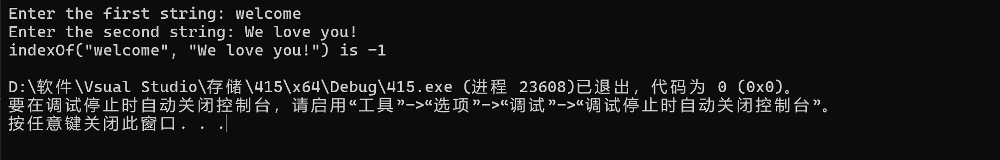 Enter the first string: welcome
Enter the second string: We love you!
indexOf("welcome", "We love you!") is -1
D:\软件\Vsual Studio\存储\415\x64\Debug\415.exe (进程 23608)已退出，代码为 0 (0x0)。
要在调试停止时自动关闭控制台，请启用“工具”->“选项”->“调试”->“调试停止时自动关闭控制台”。
按任意键关闭此窗口. . .